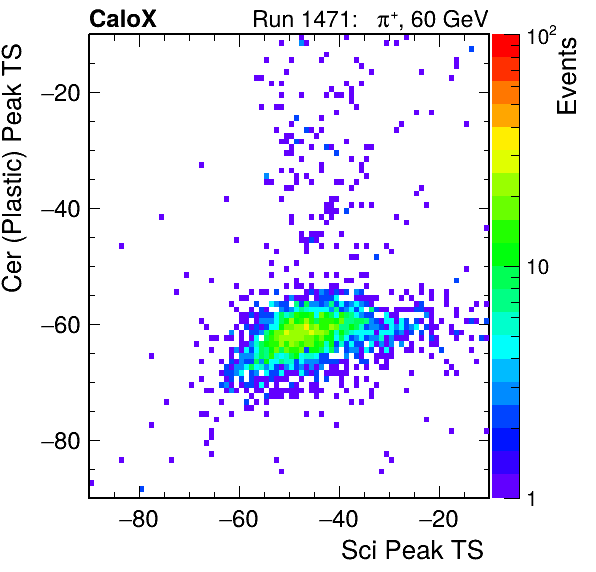 CaloX Run 1471: π⁺, 60 GeV
Cer (Plastic) Peak TS
−20
−40
−60
−80
−80 −60 −40 −20
Sci Peak TS
10²
10
1
Events